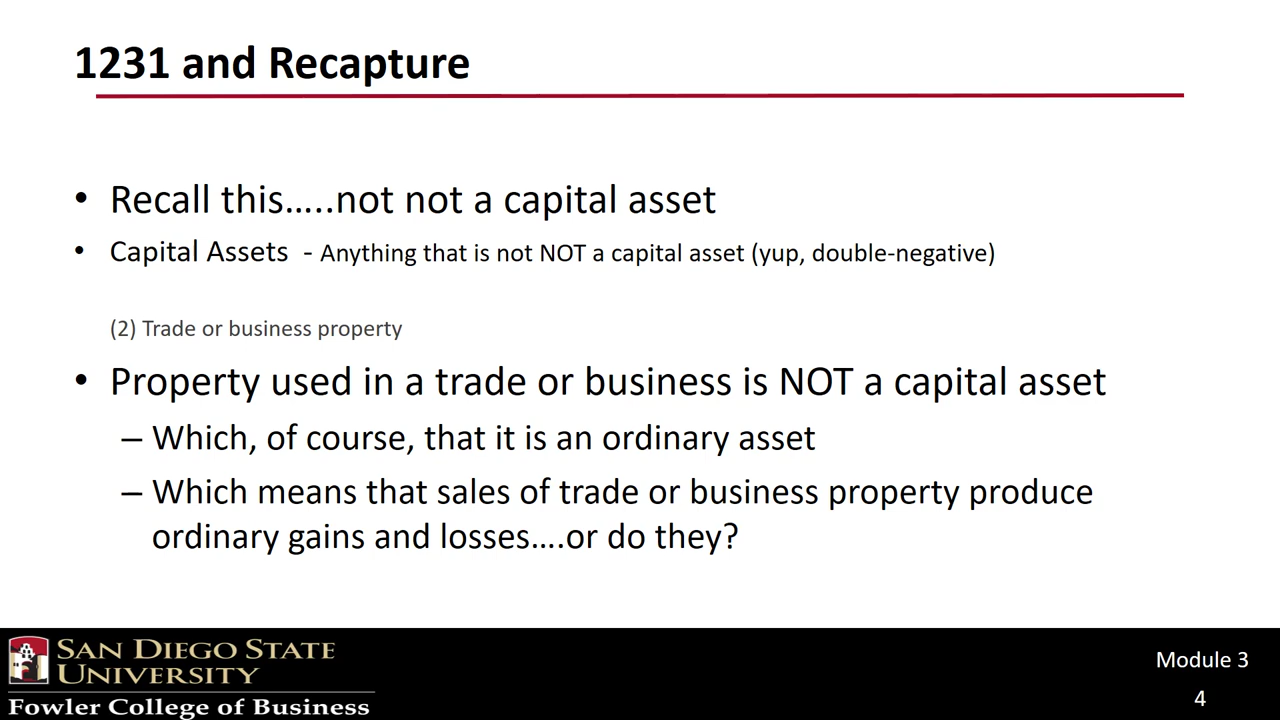 1231 and Recapture
• Recall this…..not not a capital asset
• Capital Assets - Anything that is not NOT a capital asset (yup, double-negative)
(2) Trade or business property
• Property used in a trade or business is NOT a capital asset
– Which, of course, that it is an ordinary asset
– Which means that sales of trade or business property produce
ordinary gains and losses….or do they?
SAN DIEGO STATE
UNIVERSITY
Fowler College of Business
Module 3
4